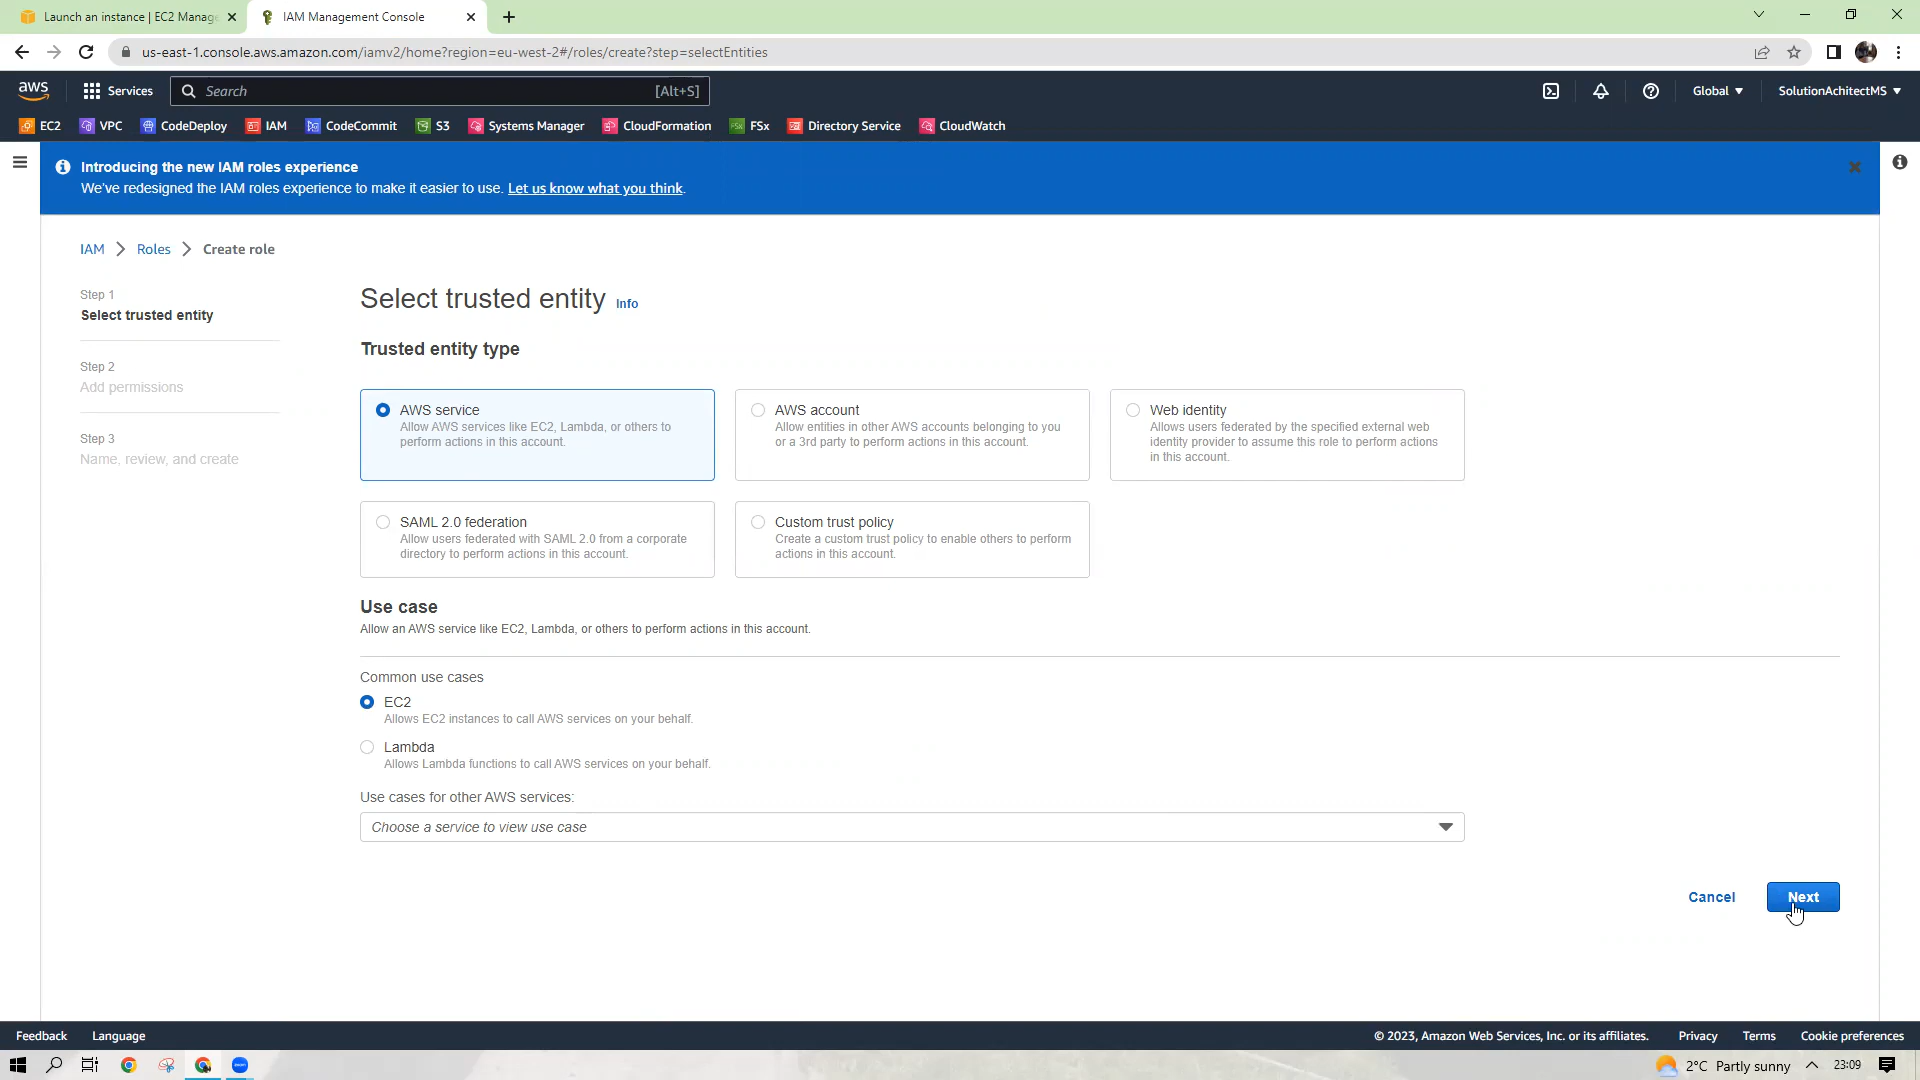 Launch an instance | EC2 Manage
IAM Management Console
us-east-1.console.aws.amazon.com/iamv2/home?region=eu-west-2#/roles/create?step=selectEntities
aws
Services
Search
[Alt+S]
Global
SolutionAchitectMS
EC2
VPC
CodeDeploy
IAM
CodeCommit
S3
Systems Manager
CloudFormation
FSx
Directory Service
CloudWatch
Introducing the new IAM roles experience
We've redesigned the IAM roles experience to make it easier to use. Let us know what you think.
IAM
Roles
Create role
Step 1
Select trusted entity
Step 2
Add permissions
Step 3
Name, review, and create
Select trusted entity Info
Trusted entity type
AWS service
Allow AWS services like EC2, Lambda, or others to
perform actions in this account.
AWS account
Allow entities in other AWS accounts belonging to you
or a 3rd party to perform actions in this account.
Web identity
Allows users federated by the specified external web
identity provider to assume this role to perform actions
in this account.
SAML 2.0 federation
Allow users federated with SAML 2.0 from a corporate
directory to perform actions in this account.
Custom trust policy
Create a custom trust policy to enable others to perform
actions in this account.
Use case
Allow an AWS service like EC2, Lambda, or others to perform actions in this account.
Common use cases
EC2
Allows EC2 instances to call AWS services on your behalf.
Lambda
Allows Lambda functions to call AWS services on your behalf.
Use cases for other AWS services:
Choose a service to view use case
Cancel
Next
Feedback
Language
© 2023, Amazon Web Services, Inc. or its affiliates.
Privacy
Terms
Cookie preferences
2°C Partly sunny
23:09